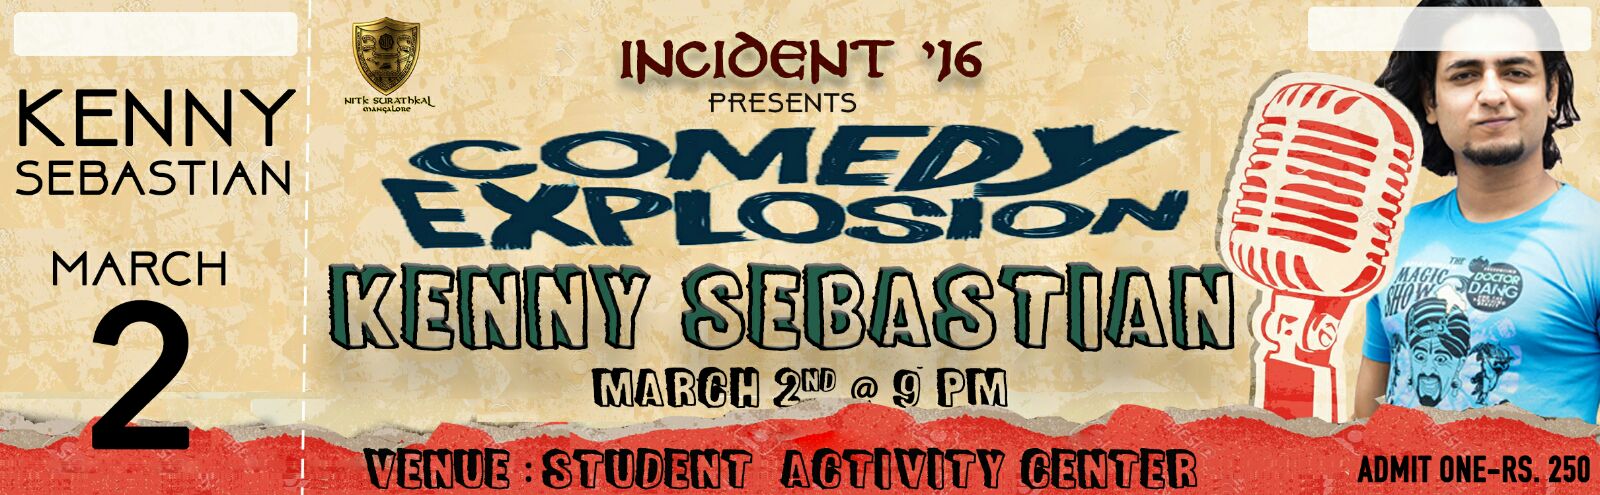 KENNY
SEBASTIAN
MARCH
2
NITK SURATHKAL
MANGALORE
INCIDENT '16
PRESENTS
COMEDY
EXPLOSION
KENNY SEBASTIAN
MARCH 2ND @ 9 PM
VENUE : STUDENT ACTIVITY CENTER
THE
MAGIC
SHOW
DOCTOR
DANG
ADMIT ONE-RS. 250